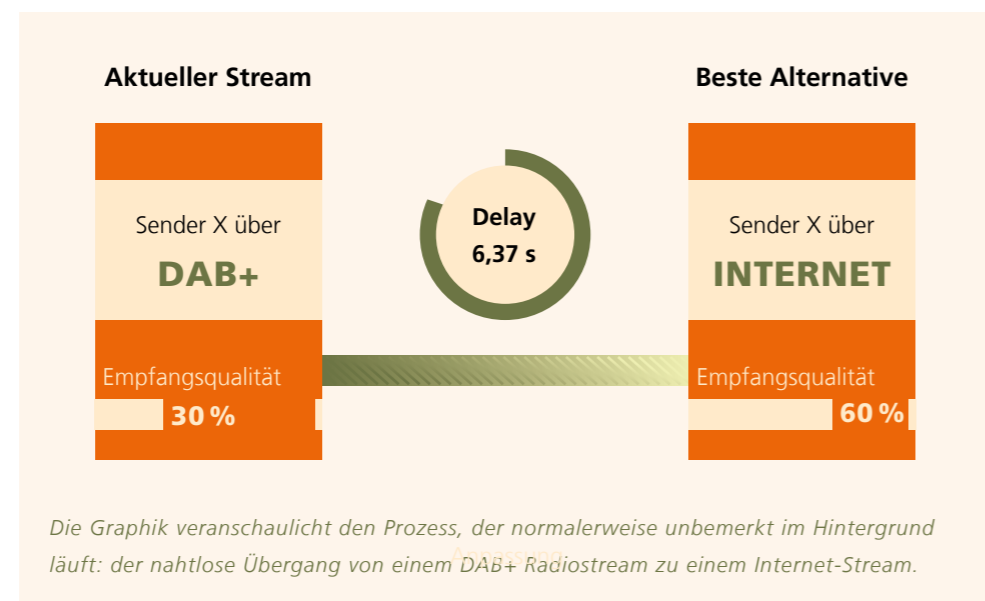 Aktueller Stream
Beste Alternative
Sender X über
DAB+
Delay
6,37 s
Sender X über
INTERNET
Empfangsqualität
30 %
Empfangsqualität
60 %
Die Graphik veranschaulicht den Prozess, der normalerweise unbemerkt im Hintergrund
Anpassung
läuft: der nahtlose Übergang von einem DAB+ Radiostream zu einem Internet-Stream.